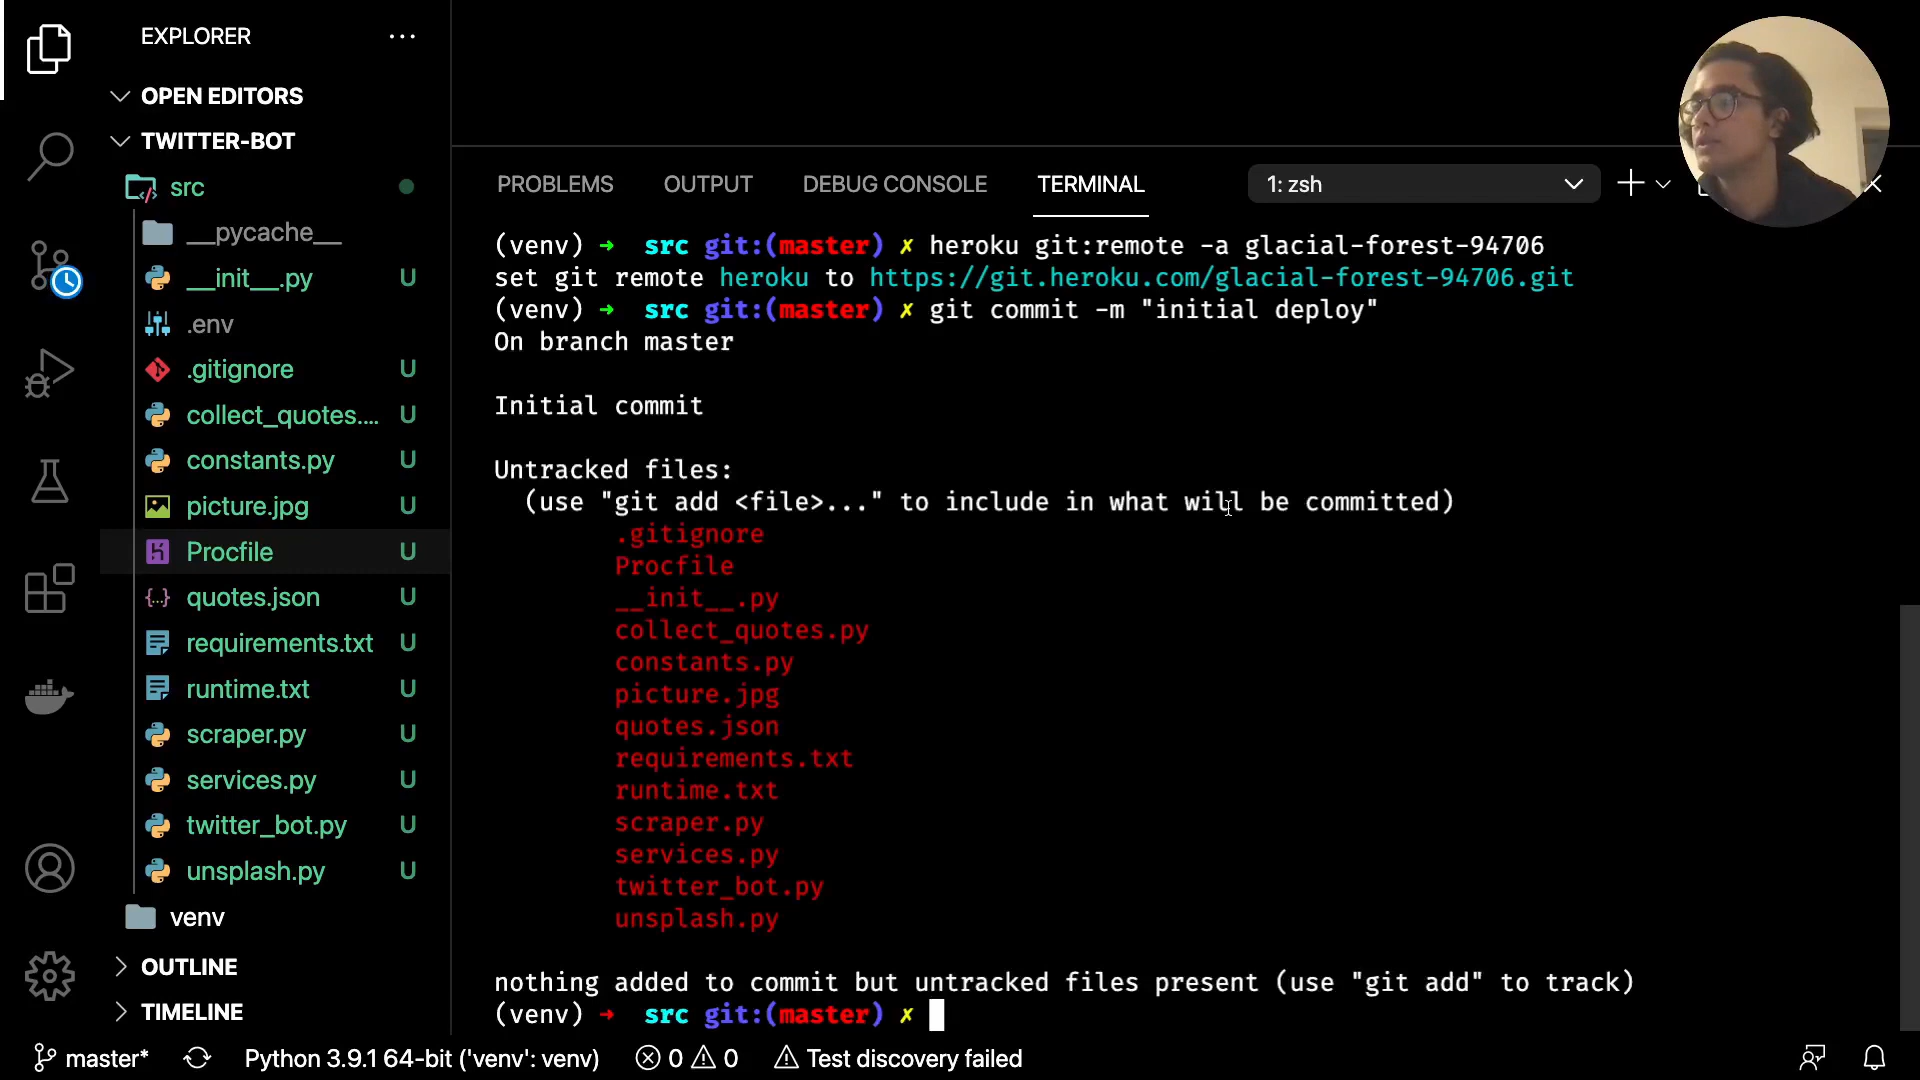 EXPLORER
OPEN EDITORS
TWITTER-BOT
src
__pycache__
__init__.py U
.env
.gitignore U
collect_quotes.... U
constants.py U
picture.jpg U
Procfile U
quotes.json U
requirements.txt U
runtime.txt U
scraper.py U
services.py U
twitter_bot.py U
unsplash.py U
venv
OUTLINE
TIMELINE
PROBLEMS OUTPUT DEBUG CONSOLE TERMINAL 1: zsh
(venv) → src git:(master) ✗ heroku git:remote -a glacial-forest-94706
set git remote heroku to https://git.heroku.com/glacial-forest-94706.git
(venv) → src git:(master) ✗ git commit -m "initial deploy"
On branch master
Initial commit
Untracked files:
(use "git add <file>..." to include in what will be committed)
.gitignore
Procfile
__init__.py
collect_quotes.py
constants.py
picture.jpg
quotes.json
requirements.txt
runtime.txt
scraper.py
services.py
twitter_bot.py
unsplash.py
nothing added to commit but untracked files present (use "git add" to track)
(venv) → src git:(master) ✗
master* Python 3.9.1 64-bit ('venv': venv) 0 0 Test discovery failed